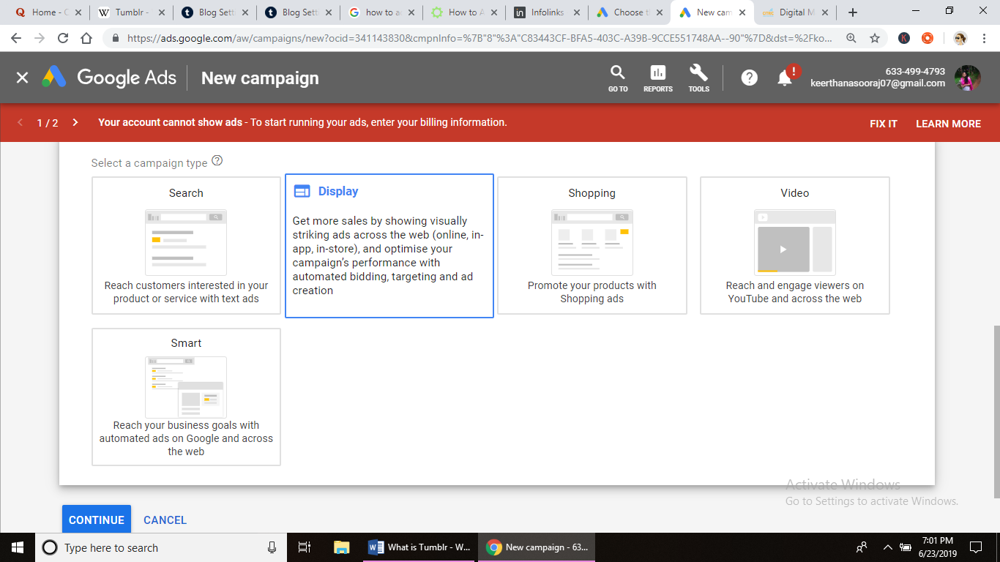 Home - C
Tumblr -
Blog Sett
Blog Sett
how to a
How to A
Infolinks
Choose t
New cam
Digital M
https://ads.google.com/aw/campaigns/new?ocid=341143830&cmpnInfo=%7B"8"%3A"C83443CF-BFA5-403C-A39B-9CCE551748AA--90"%7D&dst=%2Fko...
Google Ads
New campaign
GO TO
REPORTS
TOOLS
633-499-4793
keerthanasooraj07@gmail.com
1 / 2
Your account cannot show ads - To start running your ads, enter your billing information.
FIX IT
LEARN MORE
Select a campaign type
Search
Reach customers interested in your
product or service with text ads
Display
Get more sales by showing visually
striking ads across the web (online, in-
app, in-store), and optimise your
campaign's performance with
automated bidding, targeting and ad
creation
Shopping
Promote your products with
Shopping ads
Video
Reach and engage viewers on
YouTube and across the web
Smart
Reach your business goals with
automated ads on Google and across
the web
Activate Windows
Go to Settings to activate Windows.
CONTINUE
CANCEL
Type here to search
What is Tumblr - W...
New campaign - 63...
7:01 PM
6/23/2019